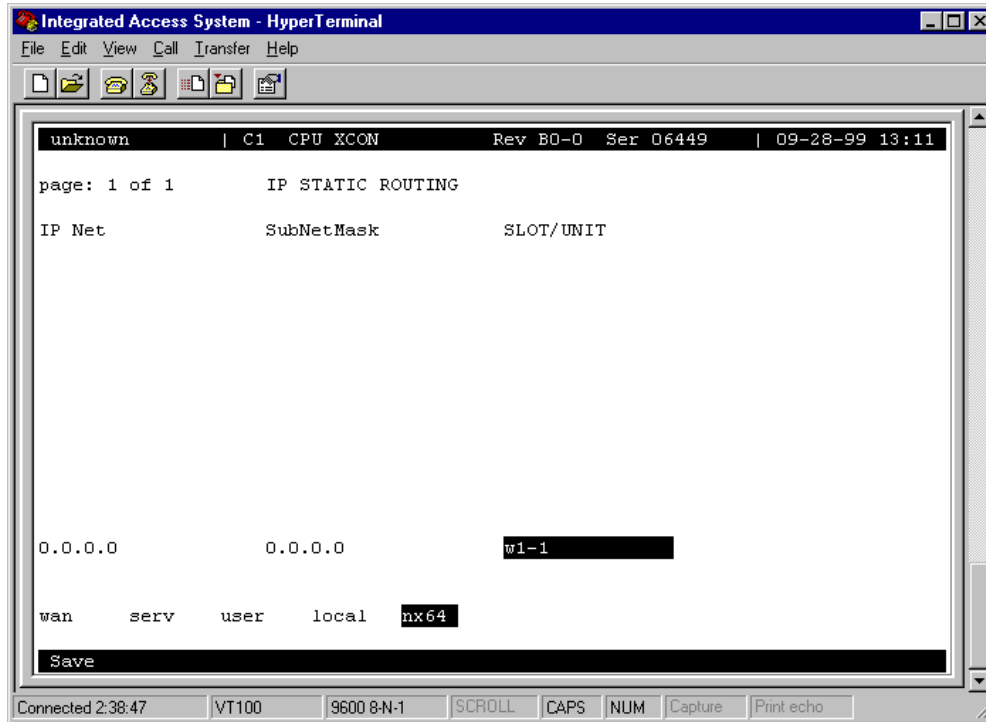 Integrated Access System - HyperTerminal
File Edit View Call Transfer Help
unknown | C1 CPU XCON Rev B0-0 Ser 06449 | 09-28-99 13:11
page: 1 of 1 IP STATIC ROUTING
IP Net SubNetMask SLOT/UNIT
0.0.0.0 0.0.0.0 w1-1
wan serv user local nx64
Save
Connected 2:38:47 VT100 9600 8-N-1 SCROLL CAPS NUM Capture Print echo